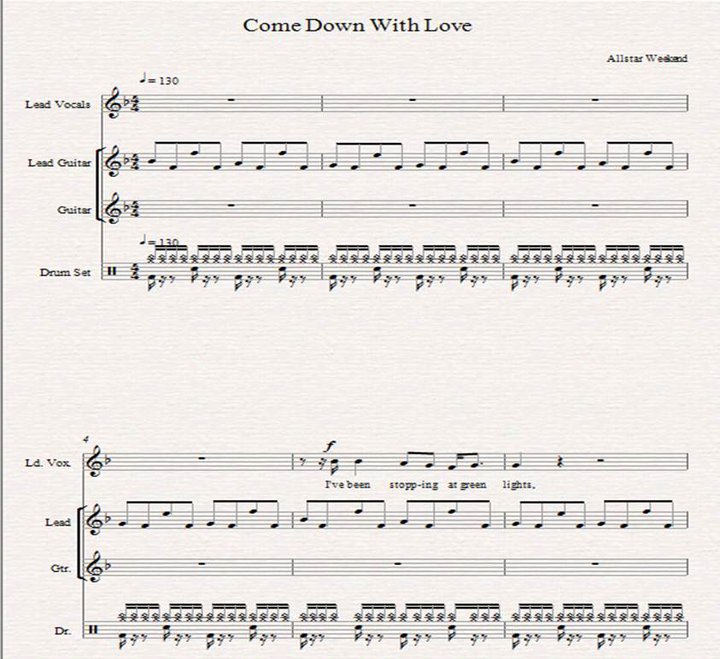 Come Down With Love
Allstar Weekend
= 130
Lead Vocals
Lead Guitar
Guitar
= 130
Drum Set
4
f
Ld. Vox.
I've been stopp-ing at green lights,
Lead
Gtr.
Dr.